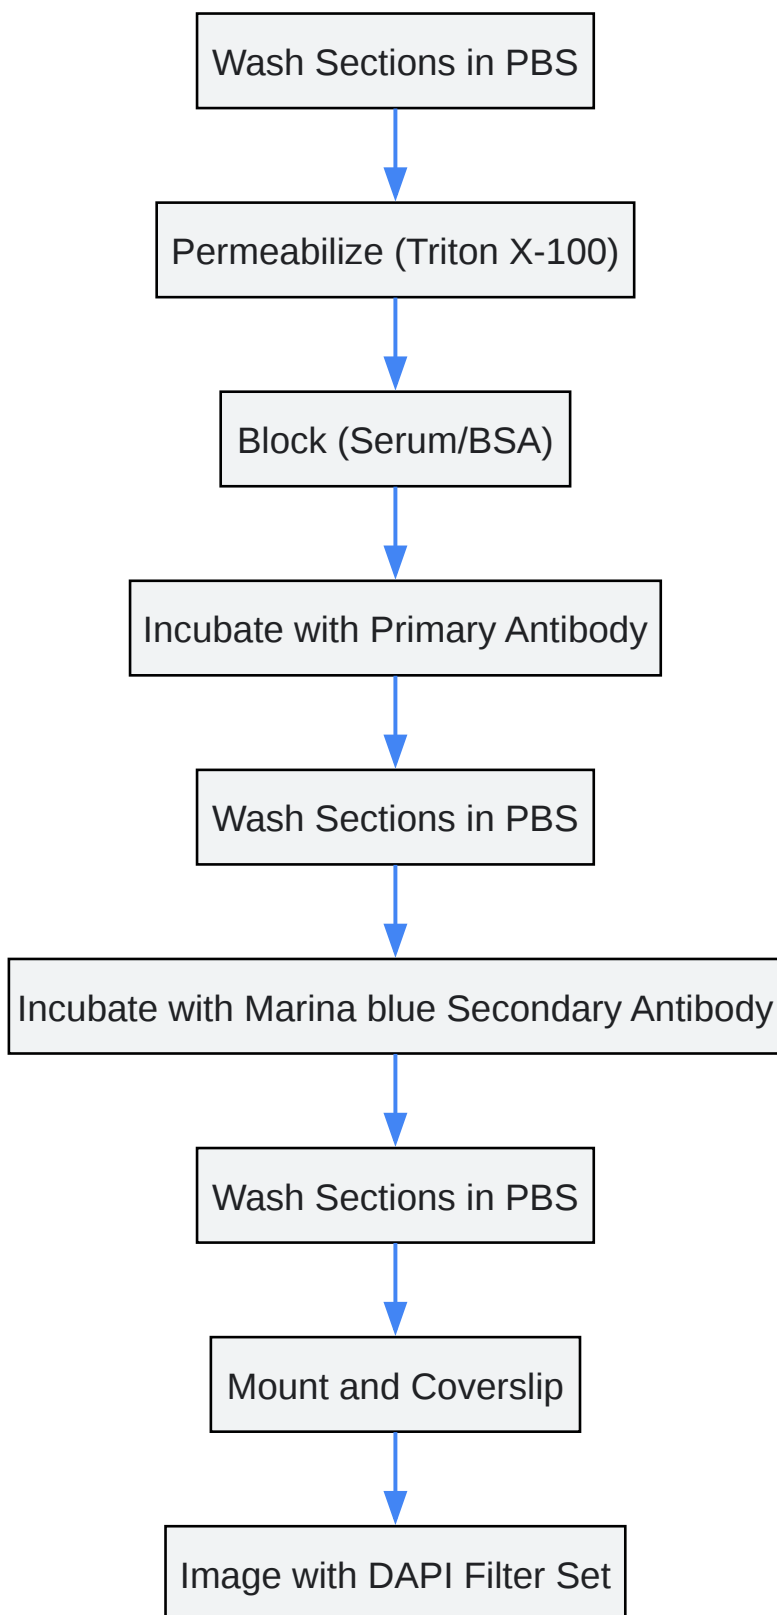 Wash Sections in PBS
Permeabilize (Triton X-100)
Block (Serum/BSA)
Incubate with Primary Antibody
Wash Sections in PBS
Incubate with Marina blue Secondary Antibody
Wash Sections in PBS
Mount and Coverslip
Image with DAPI Filter Set